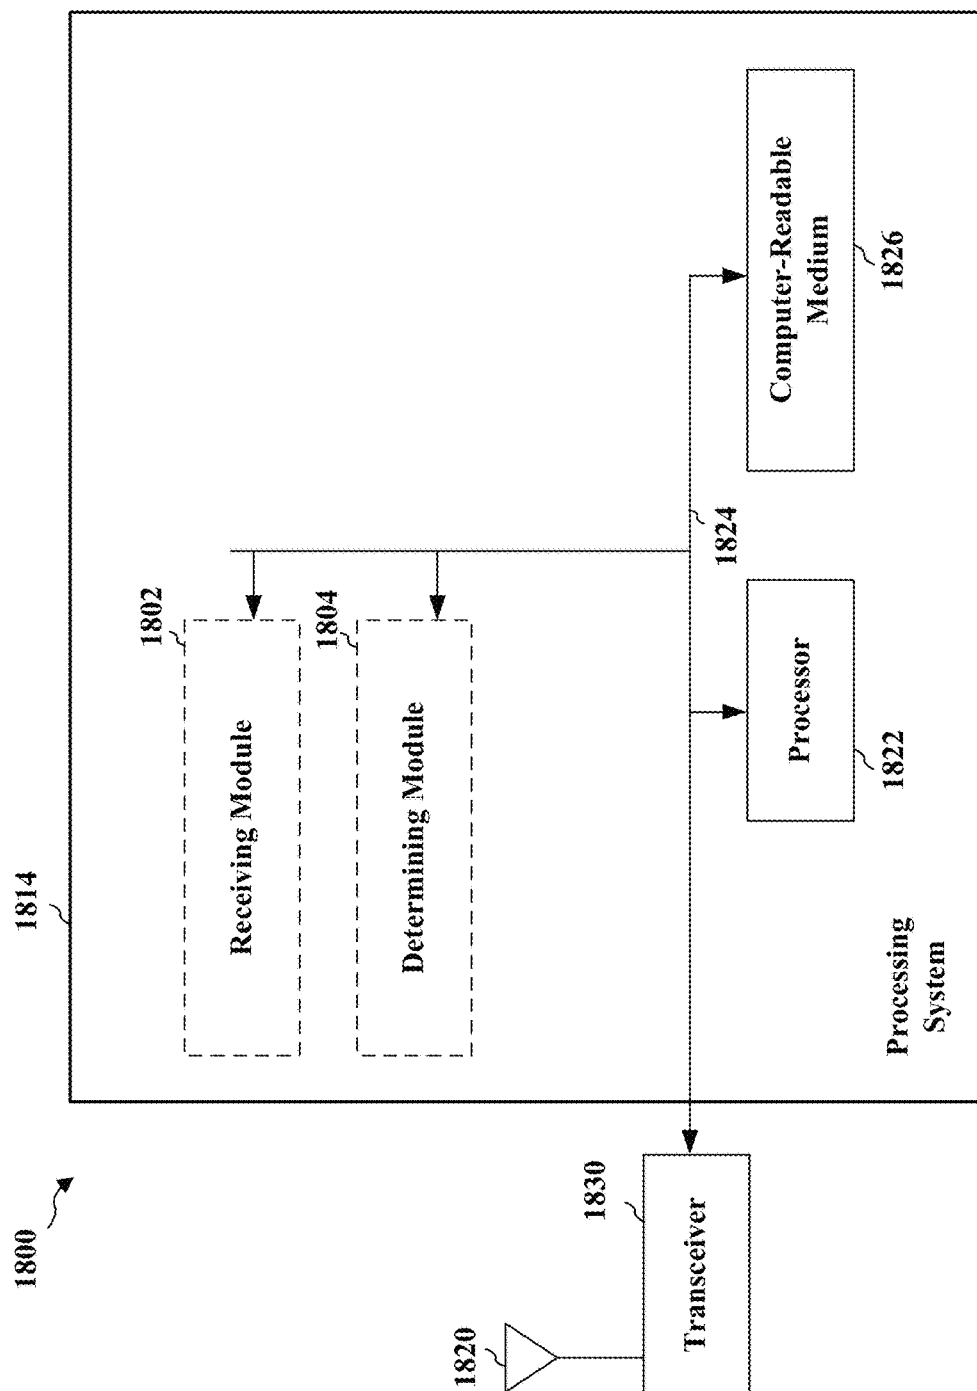 1800
1814
1802
Receiving Module
1804
Determining Module
1820
1830
Transceiver
1824
Processor
1822
Computer-Readable
Medium
1826
Processing
System